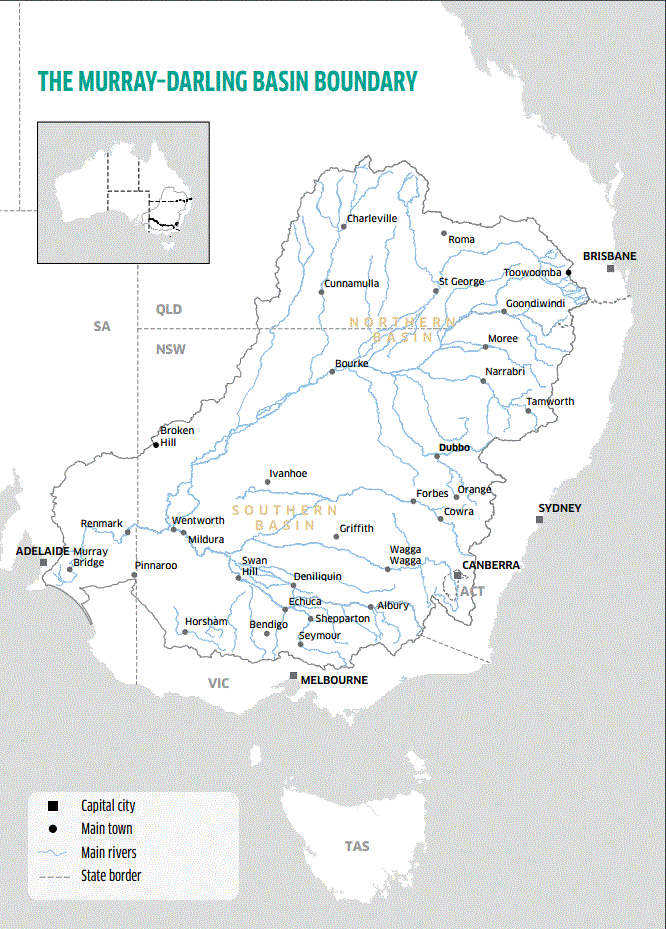 THE MURRAY–DARLING BASIN BOUNDARY
Charleville
Roma
BRISBANE
Toowoomba
Cunnamulla
St George
Goondiwindi
QLD
SA
NORTHERN
BASIN
NSW
Moree
Bourke
Narrabri
Tamworth
Broken
Hill
Dubbo
Ivanhoe
Forbes
Orange
SOUTHERN
BASIN
Cowra
SYDNEY
Renmark
Wentworth
Mildura
Griffith
ADELAIDE
Murray
Bridge
Pinnaroo
Swan
Hill
Wagga
Wagga
CANBERRA
Deniliquin
ACT
Echuca
Albury
Horsham
Bendigo
Shepparton
Seymour
VIC
MELBOURNE
TAS
Capital city
Main town
Main rivers
State border